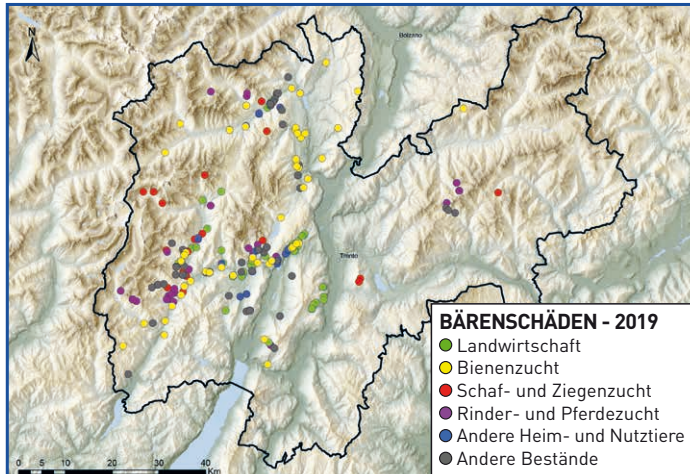 N
Bolzano
Trento
BÄRENSCHÄDEN - 2019
Landwirtschaft
Bienenzucht
Schaf- und Ziegenzucht
Rinder- und Pferdezucht
Andere Heim- und Nutztiere
Andere Bestände
0 5 10 20 30 40
Km